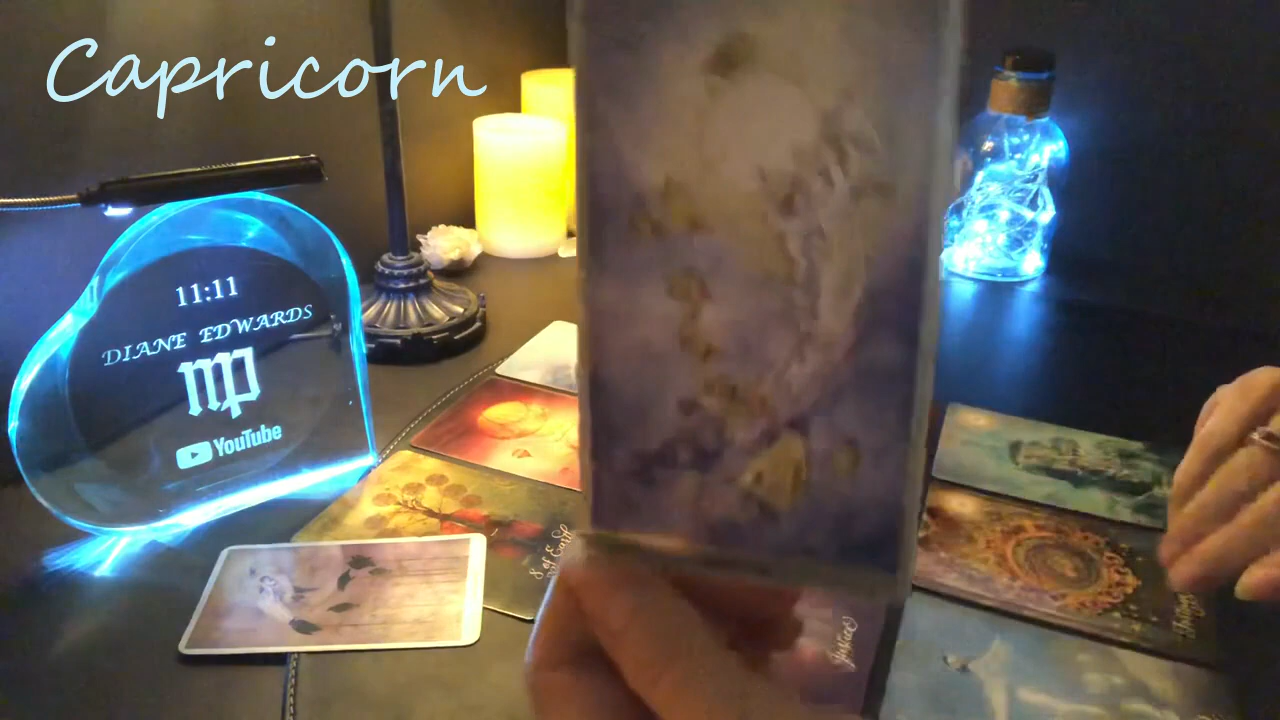 Capricorn
11:11
DIANE EDWARDS
YouTube
8 of Earth
Justice